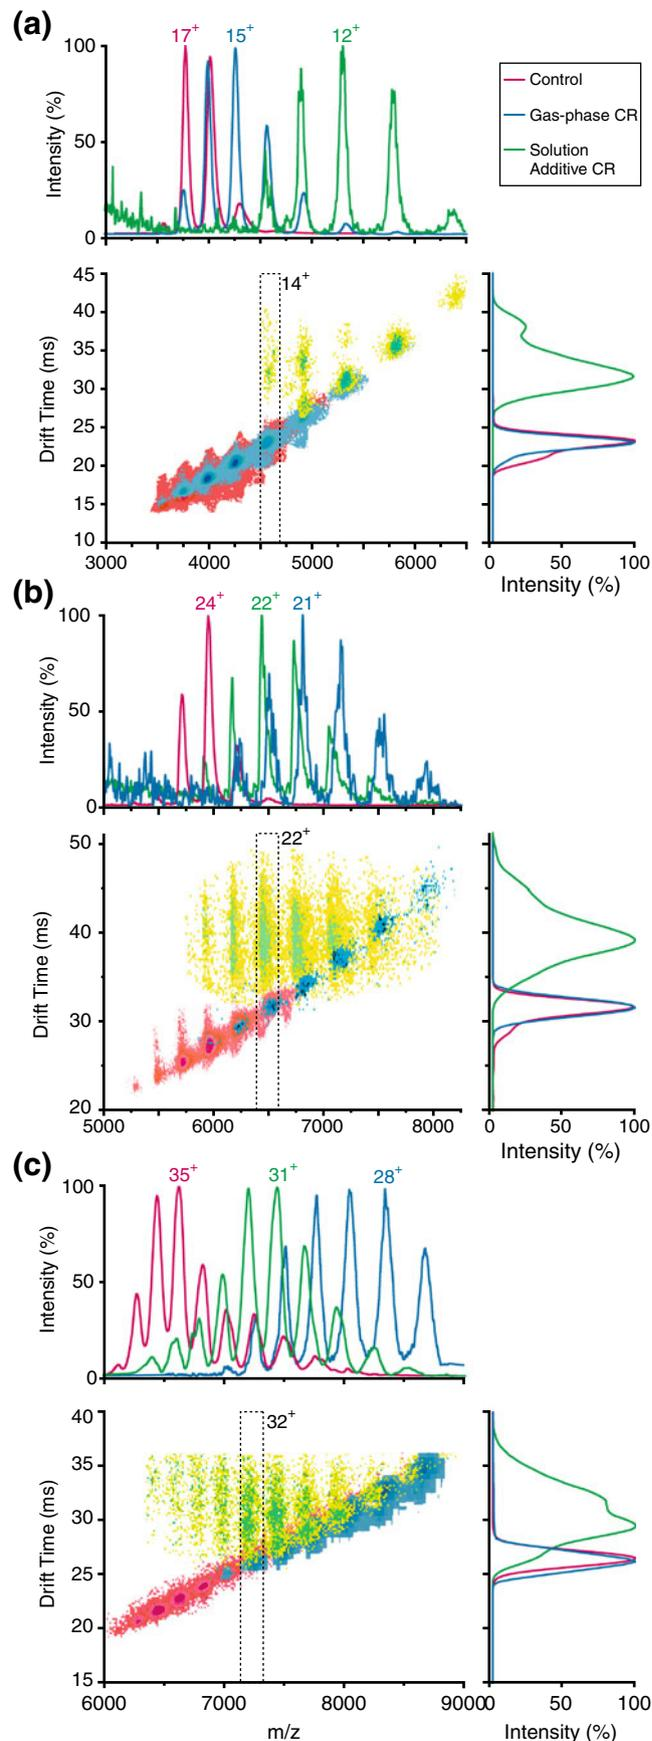 (a)
17+ 15+ 12+
100
50
0
Intensity (%)
Control
Gas-phase CR
Solution
Additive CR
45
40
35
30
25
20
15
10
Drift Time (ms)
14+
3000 4000 5000 6000
0 50 100
Intensity (%)
(b)
24+ 22+ 21+
100
50
0
Intensity (%)
50
40
30
20
Drift Time (ms)
22+
5000 6000 7000 8000
0 50 100
Intensity (%)
(c)
35+ 31+ 28+
100
50
0
Intensity (%)
40
35
30
25
20
15
Drift Time (ms)
32+
6000 7000 8000 9000
0 50 100
m/z
Intensity (%)